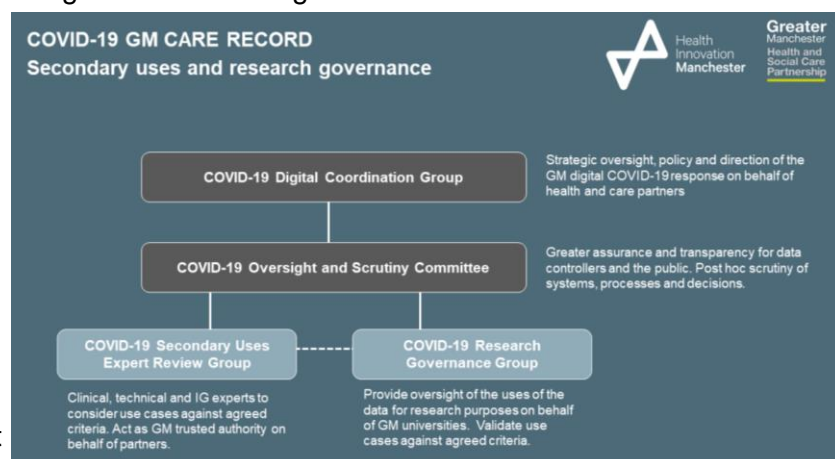 COVID-19 GM CARE RECORD
Secondary uses and research governance
Health
Innovation
Manchester
Greater
Manchester
Health and
Social Care
Partnership
COVID-19 Digital Coordination Group
Strategic oversight, policy and direction of the
GM digital COVID-19 response on behalf of
health and care partners
COVID-19 Oversight and Scrutiny Committee
Greater assurance and transparency for data
controllers and the public. Post hoc scrutiny of
systems, processes and decisions.
COVID-19 Secondary Uses
Expert Review Group
Clinical, technical and IG experts to
consider use cases against agreed
criteria. Act as GM trusted authority on
behalf of partners.
COVID-19 Research
Governance Group
Provide oversight of the uses of the
data for research purposes on behalf
of GM universities. Validate use
cases against agreed criteria.